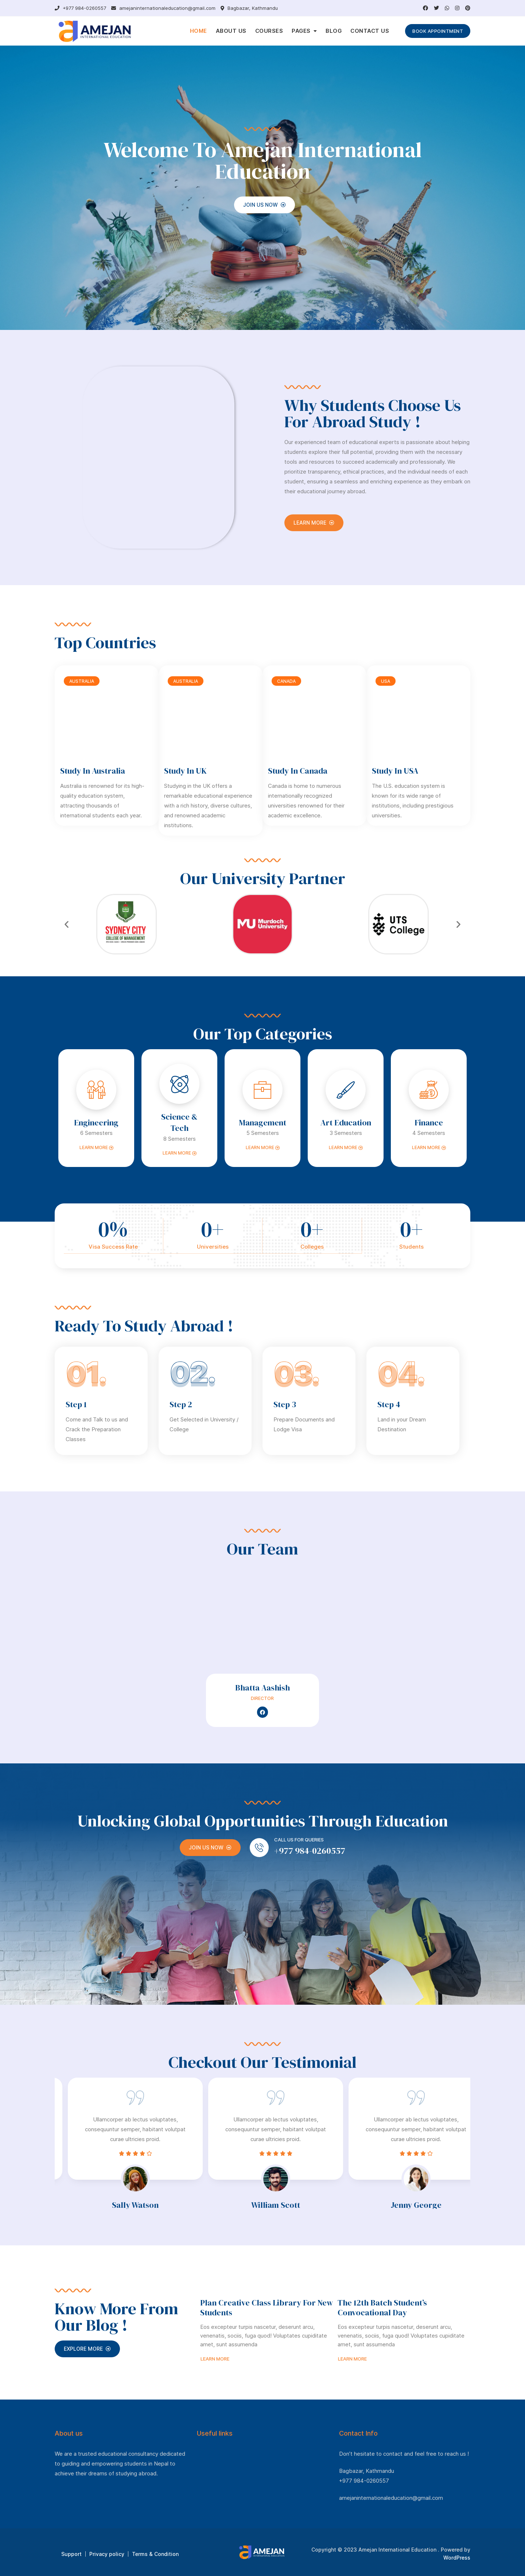 +977 984-0260557 amejaninternationaleducation@gmail.com Bagbazar, Kathmandu
AMEJAN
INTERNATIONAL EDUCATION
HOME ABOUT US COURSES PAGES BLOG CONTACT US
BOOK APPOINTMENT
Welcome To Amejan International
Education
JOIN US NOW
Why Students Choose Us
For Abroad Study !
Our experienced team of educational experts is passionate about helping
students explore their full potential, providing them with the necessary
tools and resources to succeed academically and professionally. We
prioritize transparency, ethical practices, and the individual needs of each
student, ensuring a seamless and enriching experience as they embark on
their educational journey abroad.
LEARN MORE
Top Countries
AUSTRALIA
Study In Australia
Australia is renowned for its high-
quality education system,
attracting thousands of
international students each year.
AUSTRALIA
Study In UK
Studying in the UK offers a
remarkable educational experience
with a rich history, diverse cultures,
and renowned academic
institutions.
CANADA
Study In Canada
Canada is home to numerous
internationally recognized
universities renowned for their
academic excellence.
USA
Study In USA
The U.S. education system is
known for its wide range of
institutions, including prestigious
universities.
Our University Partner
SYDNEY CITY
COLLEGE OF MANAGEMENT
MU Murdoch
University
UTS
College
Our Top Categories
Engineering
6 Semesters
LEARN MORE
Science &
Tech
8 Semesters
LEARN MORE
Management
5 Semesters
LEARN MORE
Art Education
3 Semesters
LEARN MORE
Finance
4 Semesters
LEARN MORE
0%
Visa Success Rate
0+
Universities
0+
Colleges
0+
Students
Ready To Study Abroad !
01.
Step 1
Come and Talk to us and
Crack the Preparation
Classes
02.
Step 2
Get Selected in University /
College
03.
Step 3
Prepare Documents and
Lodge Visa
04.
Step 4
Land in your Dream
Destination
Our Team
Bhatta Aashish
DIRECTOR
Unlocking Global Opportunities Through Education
JOIN US NOW
CALL US FOR QUERIES
+977 984-0260557
Checkout Our Testimonial
Ullamcorper ab lectus voluptates,
consequuntur semper, habitant volutpat
curae ultricies proid.
Sally Watson
Ullamcorper ab lectus voluptates,
consequuntur semper, habitant volutpat
curae ultricies proid.
William Scott
Ullamcorper ab lectus voluptates,
consequuntur semper, habitant volutpat
curae ultricies proid.
Jenny George
Know More From
Our Blog !
EXPLORE MORE
Plan Creative Class Library For New
Students
Eos excepteur turpis nascetur, deserunt arcu,
venenatis, sociis, fuga quod! Voluptates cupiditate
amet, sunt assumenda
LEARN MORE
The 12th Batch Student's
Convocational Day
Eos excepteur turpis nascetur, deserunt arcu,
venenatis, sociis, fuga quod! Voluptates cupiditate
amet, sunt assumenda
LEARN MORE
About us
We are a trusted educational consultancy dedicated
to guiding and empowering students in Nepal to
achieve their dreams of studying abroad.
Useful links
Contact Info
Don't hesitate to contact and feel free to reach us !
Bagbazar, Kathmandu
+977 984-0260557
amejaninternationaleducation@gmail.com
Support | Privacy policy | Terms & Condition
AMEJAN
INTERNATIONAL EDUCATION
Copyright © 2023 Amejan International Education . Powered by
WordPress